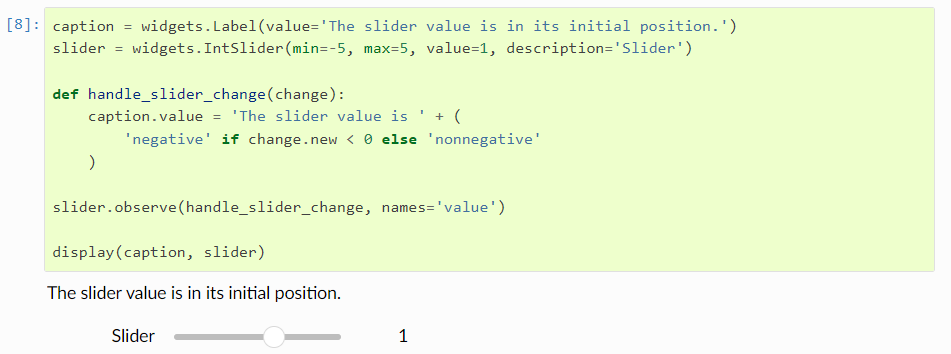 [8]: caption = widgets.Label(value='The slider value is in its initial position.')
slider = widgets.IntSlider(min=-5, max=5, value=1, description='Slider')
def handle_slider_change(change):
    caption.value = 'The slider value is ' + (
        'negative' if change.new < 0 else 'nonnegative'
    )
slider.observe(handle_slider_change, names='value')
display(caption, slider)
The slider value is in its initial position.
Slider 1